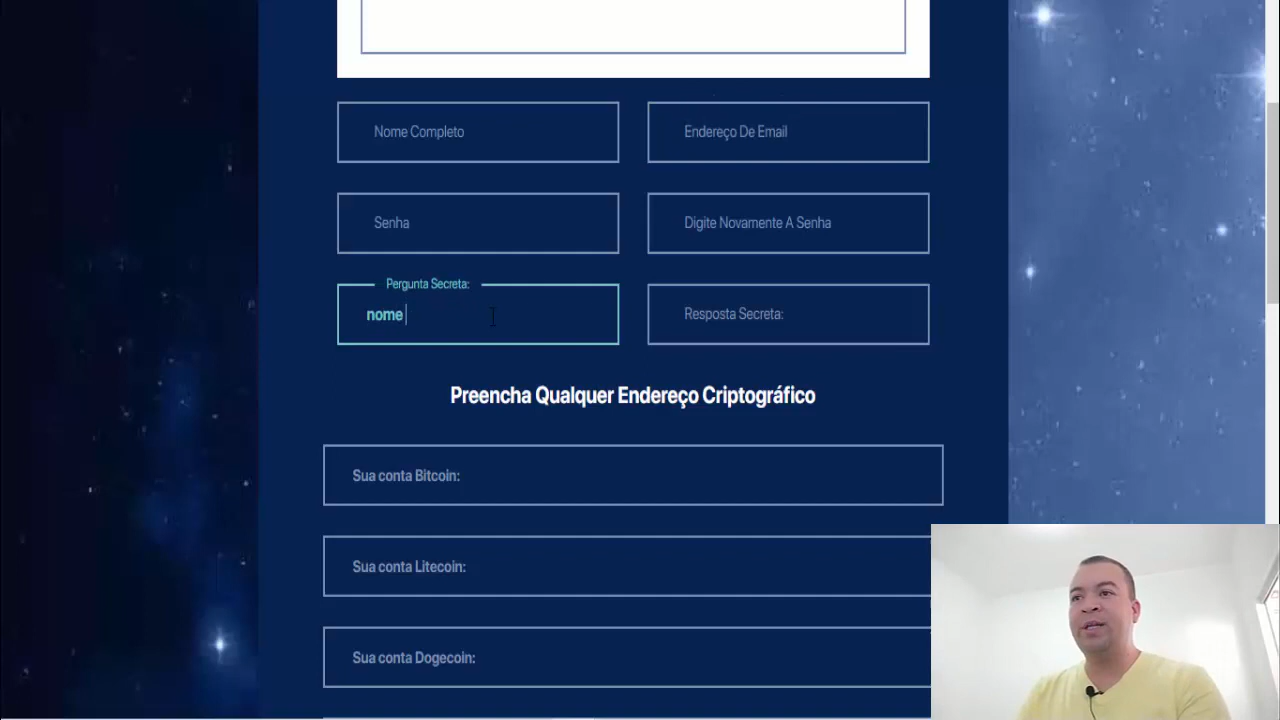 Nome Completo
Endereço De Email
Senha
Digite Novamente A Senha
Pergunta Secreta:
nome
Resposta Secreta:
Preencha Qualquer Endereço Criptográfico
Sua conta Bitcoin:
Sua conta Litecoin:
Sua conta Dogecoin: